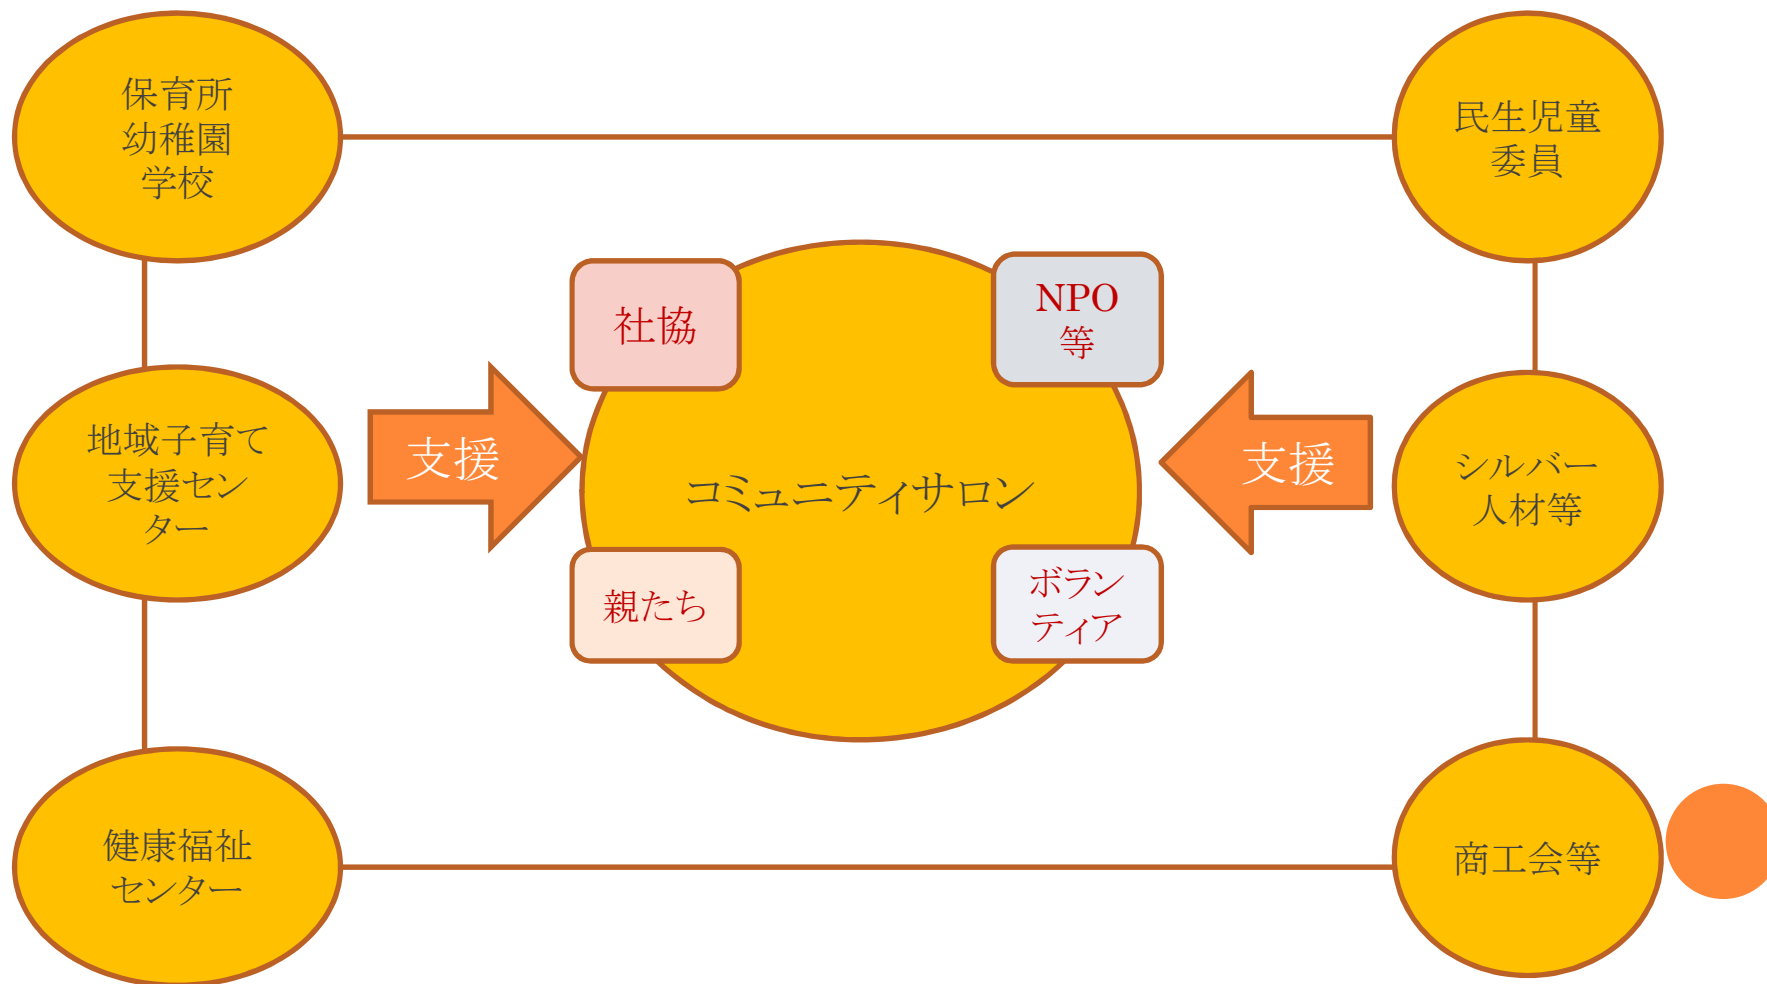 保育所
幼稚園
学校
民生児童
委員
社協
NPO
等
地域子育て
支援セン
ター
支援
コミュニティサロン
支援
シルバー
人材等
親たち
ボラン
ティア
健康福祉
センター
商工会等